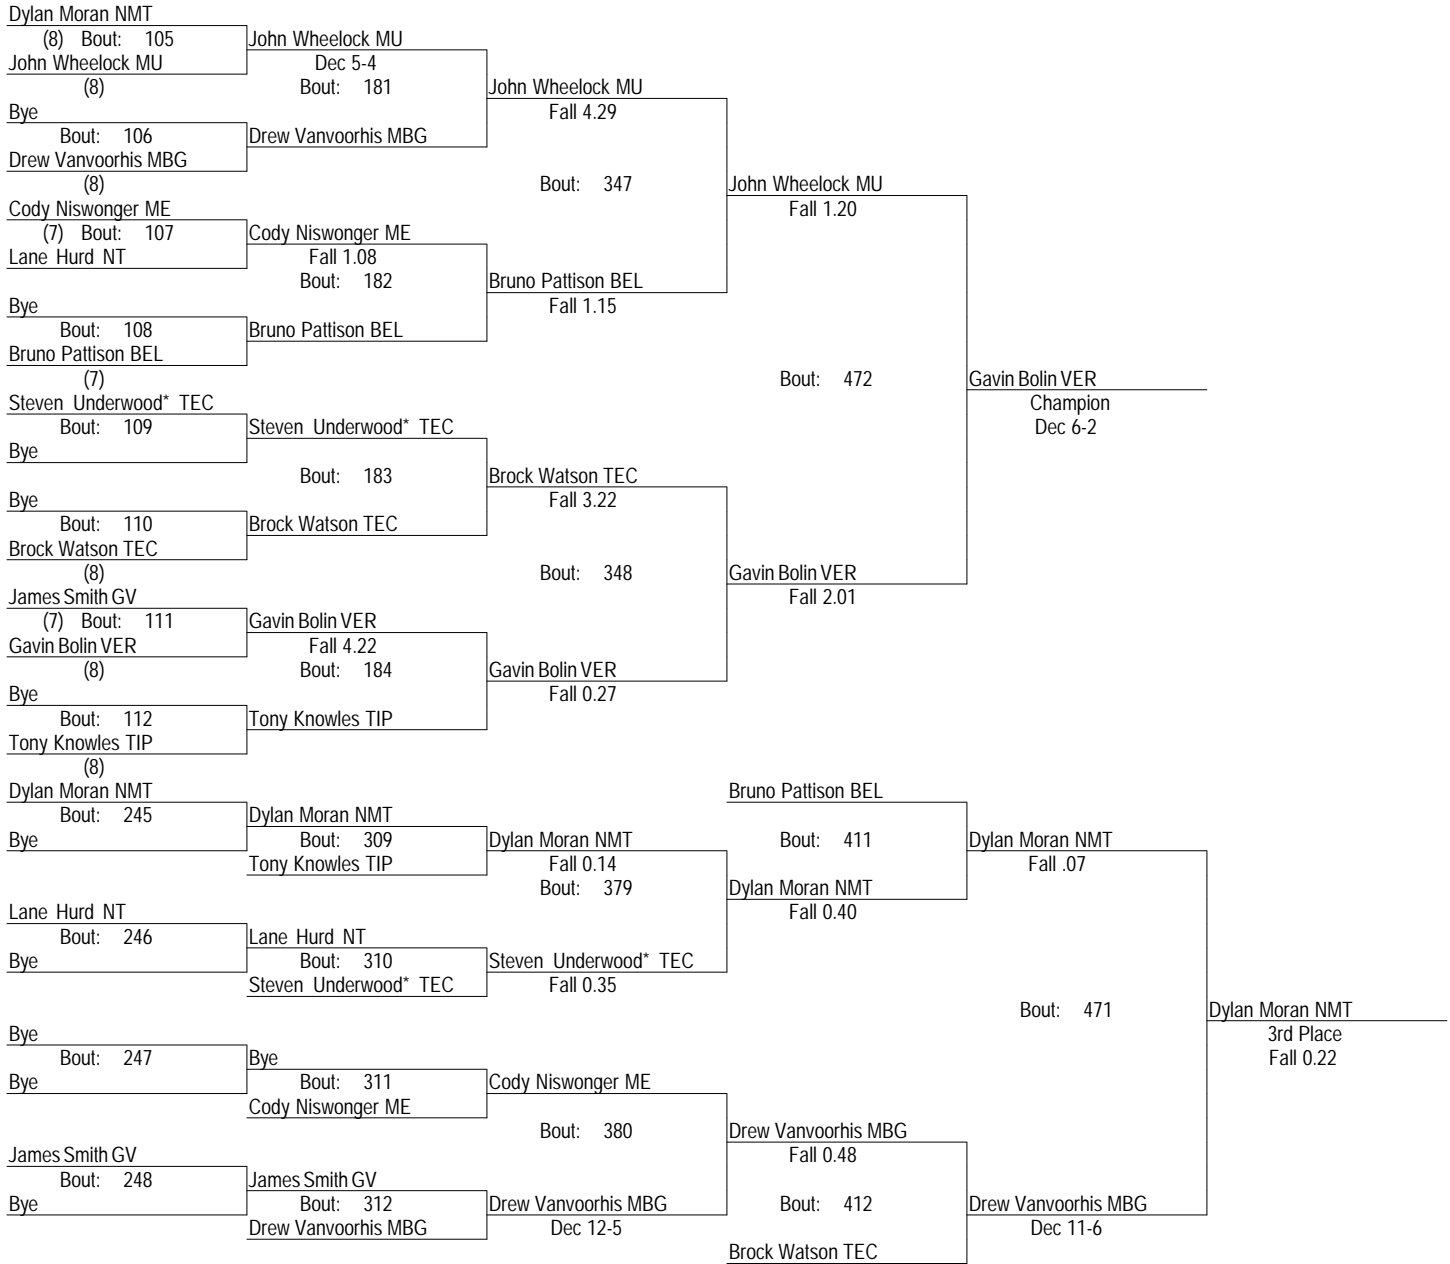 Dylan Moran NMT
(8) Bout: 105
John Wheelock MU
John Wheelock MU
Dec 5-4
(8)
Bout: 181
John Wheelock MU
Bye
Fall 4.29
Bout: 106
Drew Vanvoorhis MBG
Drew Vanvoorhis MBG
(8)
Bout: 347
John Wheelock MU
Cody Niswonger ME
Fall 1.20
(7) Bout: 107
Cody Niswonger ME
Lane Hurd NT
Fall 1.08
Bout: 182
Bruno Pattison BEL
Bye
Fall 1.15
Bout: 108
Bruno Pattison BEL
Bruno Pattison BEL
(7)
Bout: 472
Gavin Bolin VER
Steven Underwood* TEC
Champion
Bout: 109
Steven Underwood* TEC
Dec 6-2
Bye
Bout: 183
Brock Watson TEC
Bye
Fall 3.22
Bout: 110
Brock Watson TEC
Brock Watson TEC
(8)
Bout: 348
Gavin Bolin VER
James Smith GV
Fall 2.01
(7) Bout: 111
Gavin Bolin VER
Gavin Bolin VER
Fall 4.22
(8)
Bout: 184
Gavin Bolin VER
Bye
Fall 0.27
Bout: 112
Tony Knowles TIP
Tony Knowles TIP
(8)
Dylan Moran NMT
Bruno Pattison BEL
Bout: 245
Dylan Moran NMT
Bye
Bout: 309
Dylan Moran NMT
Bout: 411
Dylan Moran NMT
Tony Knowles TIP
Fall 0.14
Fall .07
Bout: 379
Dylan Moran NMT
Lane Hurd NT
Fall 0.40
Bout: 246
Lane Hurd NT
Bye
Bout: 310
Steven Underwood* TEC
Steven Underwood* TEC
Fall 0.35
Bout: 471
Dylan Moran NMT
Bye
3rd Place
Bout: 247
Bye
Fall 0.22
Bye
Bout: 311
Cody Niswonger ME
Cody Niswonger ME
Bout: 380
Drew Vanvoorhis MBG
James Smith GV
Fall 0.48
Bout: 248
James Smith GV
Bye
Bout: 312
Drew Vanvoorhis MBG
Bout: 412
Drew Vanvoorhis MBG
Drew Vanvoorhis MBG
Dec 12-5
Dec 11-6
Brock Watson TEC